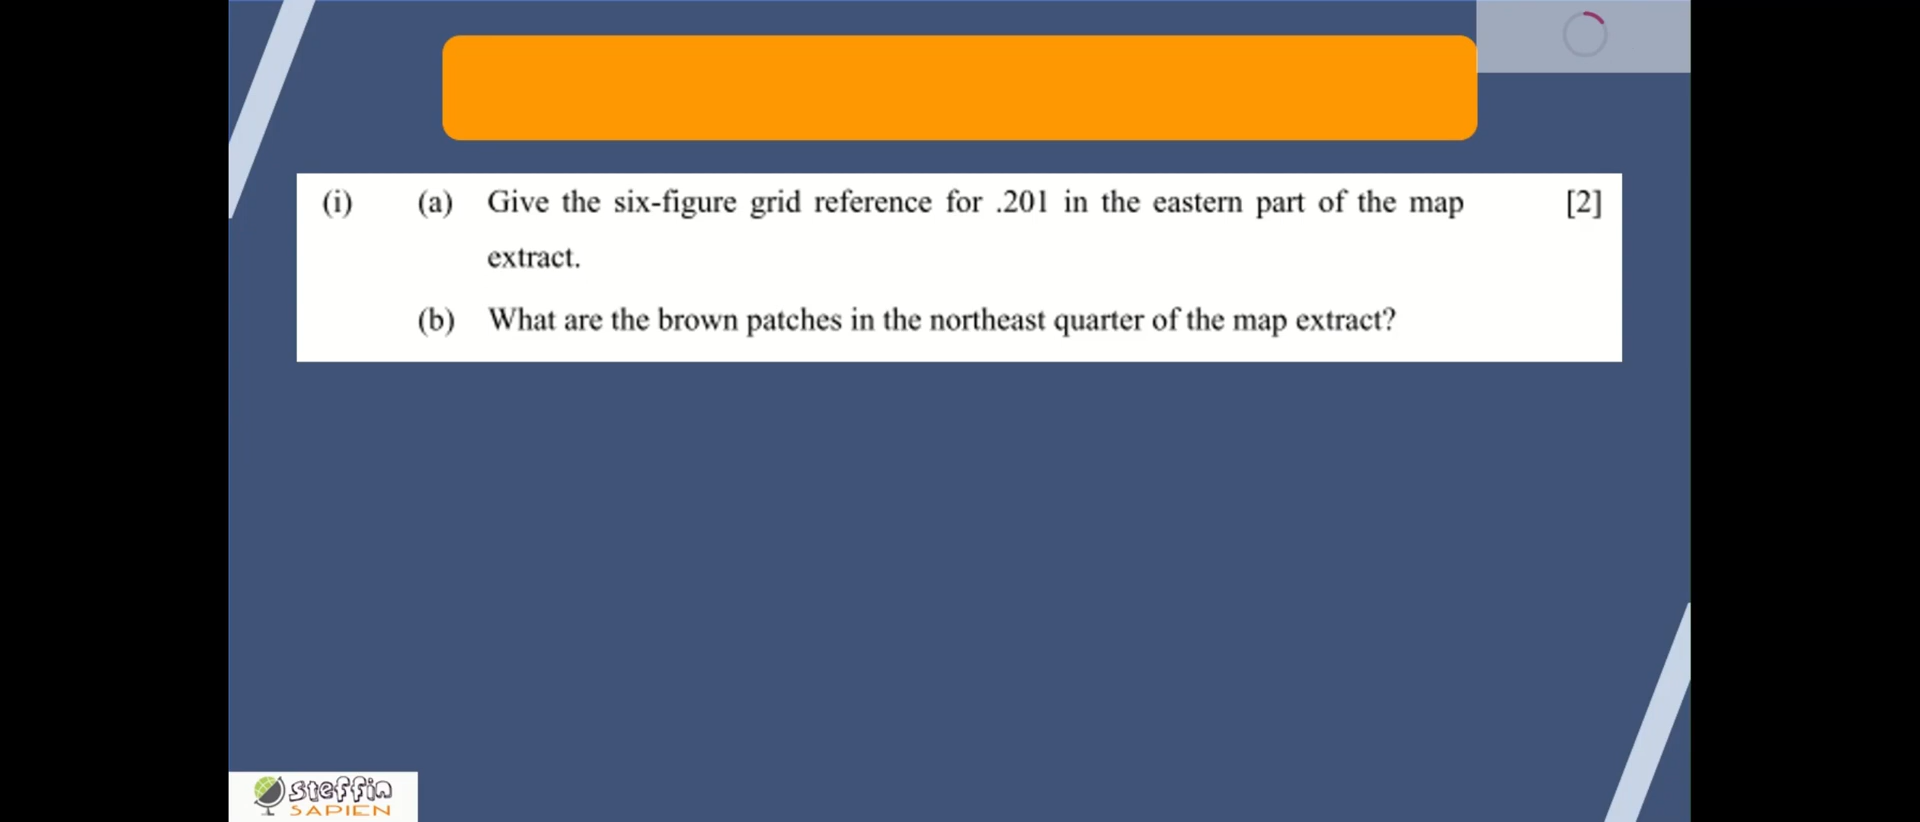 (i) (a) Give the six-figure grid reference for .201 in the eastern part of the map [2]
extract.
(b) What are the brown patches in the northeast quarter of the map extract?
steffin
SAPIEN